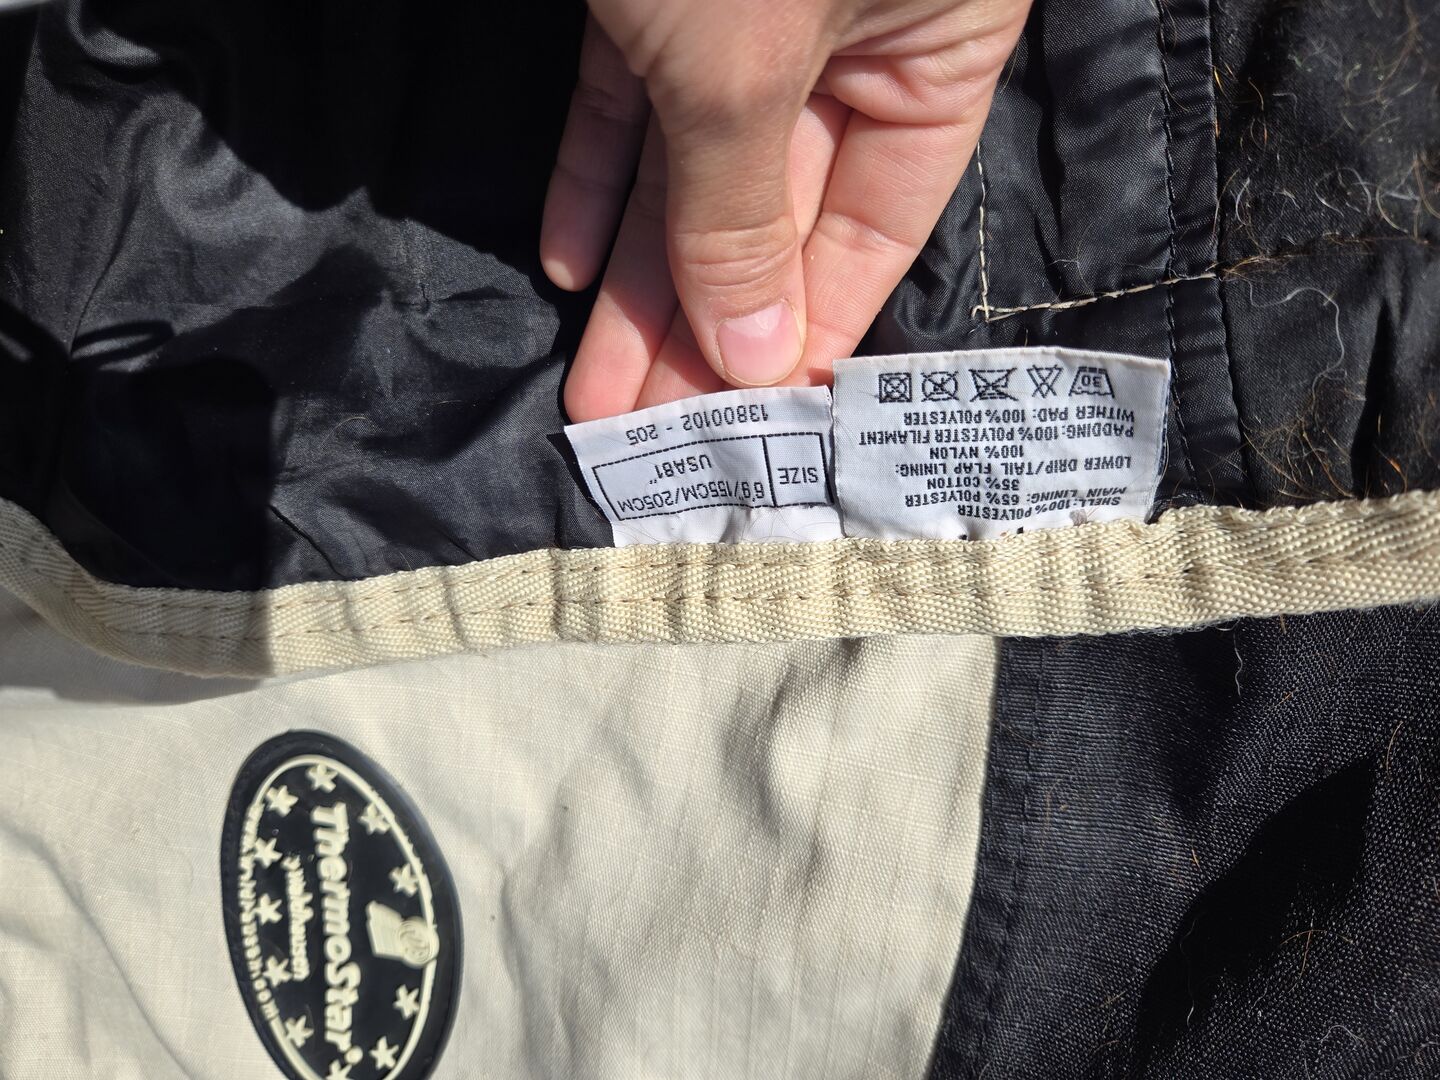 SIZE
6'9"/155CM/205CM
USA81"
13800102 - 205
SHELL: 100% POLYESTER
MAIN LINING: 65% POLYESTER
35% COTTON
LOWER DRIP/TAIL FLAP LINING:
100% NYLON
PADDING: 100% POLYESTER FILAMENT
WITHER PAD: 100% POLYESTER
30°
ThermoStar